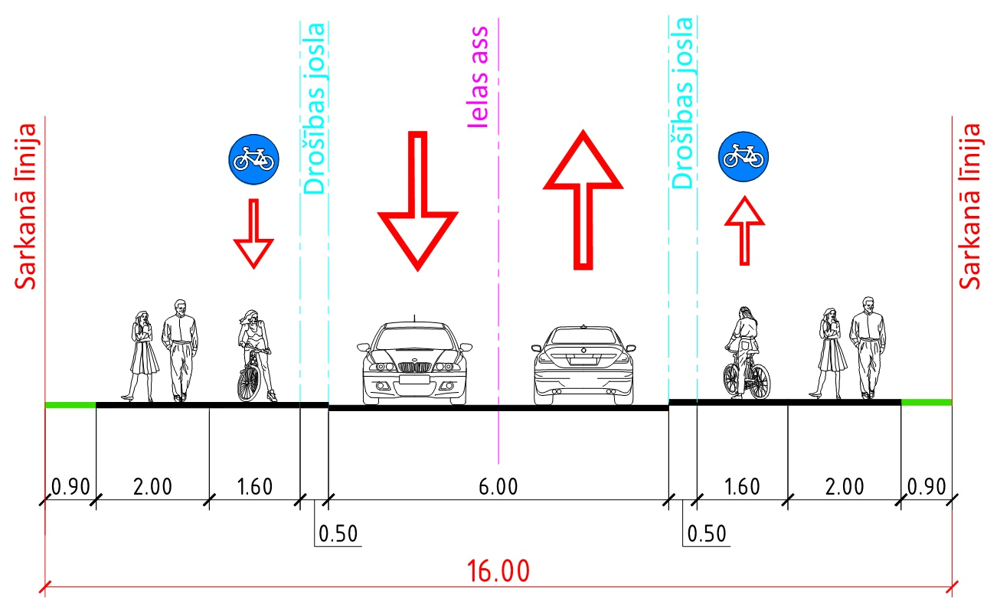 Sarkanā līnija
Drošības josla
Ielas ass
Drošības josla
Sarkanā līnija
0.90
2.00
1.60
6.00
1.60
2.00
0.90
0.50
0.50
16.00